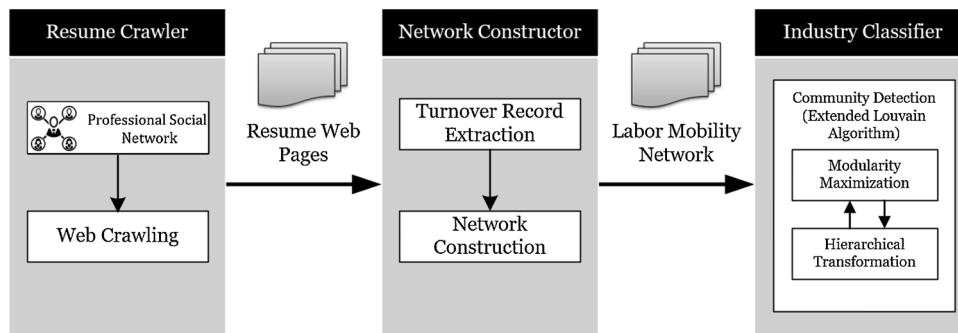 Resume Crawler
Professional Social
Network
Web Crawling
Resume Web
Pages
Network Constructor
Turnover Record
Extraction
Network
Construction
Labor Mobility
Network
Industry Classifier
Community Detection
(Extended Louvain
Algorithm)
Modularity
Maximization
Hierarchical
Transformation